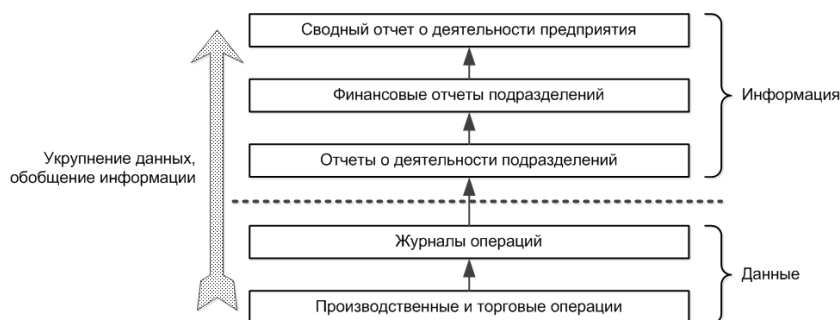 Сводный отчет о деятельности предприятия
Финансовые отчеты подразделений
Информация
Укрупнение данных,
обобщение информации
Отчеты о деятельности подразделений
Журналы операций
Данные
Производственные и торговые операции